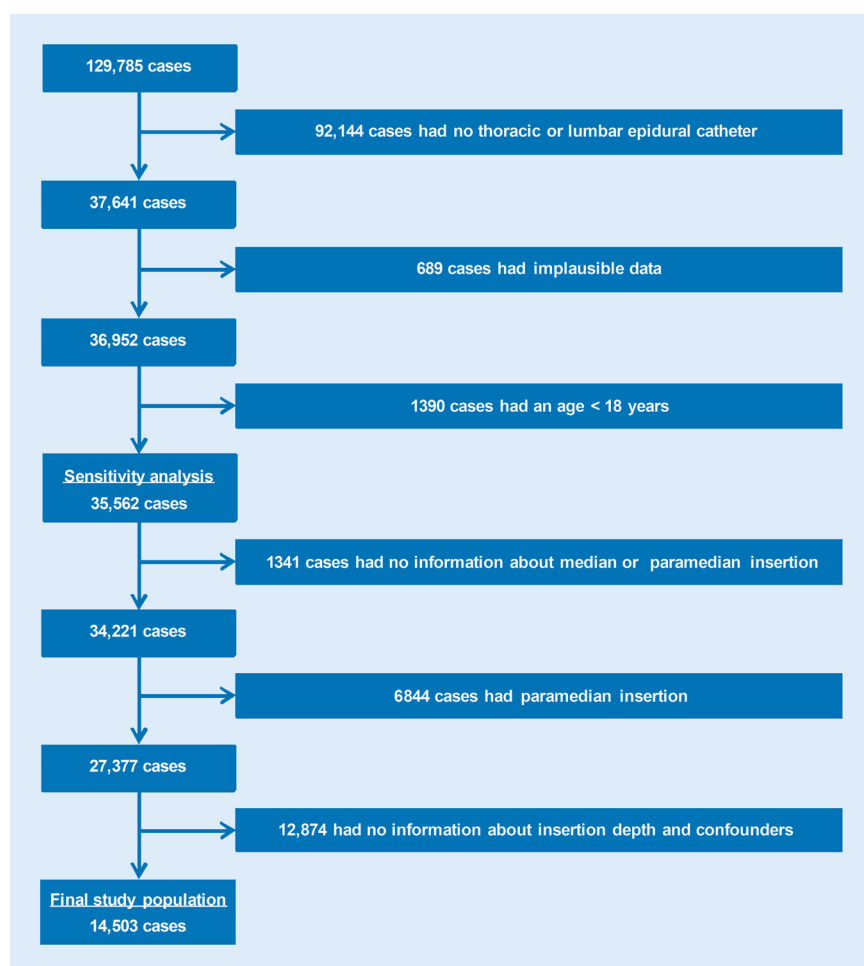 129,785 cases
92,144 cases had no thoracic or lumbar epidural catheter
37,641 cases
689 cases had implausible data
36,952 cases
1390 cases had an age < 18 years
Sensitivity analysis
35,562 cases
1341 cases had no information about median or paramedian insertion
34,221 cases
6844 cases had paramedian insertion
27,377 cases
12,874 had no information about insertion depth and confounders
Final study population
14,503 cases